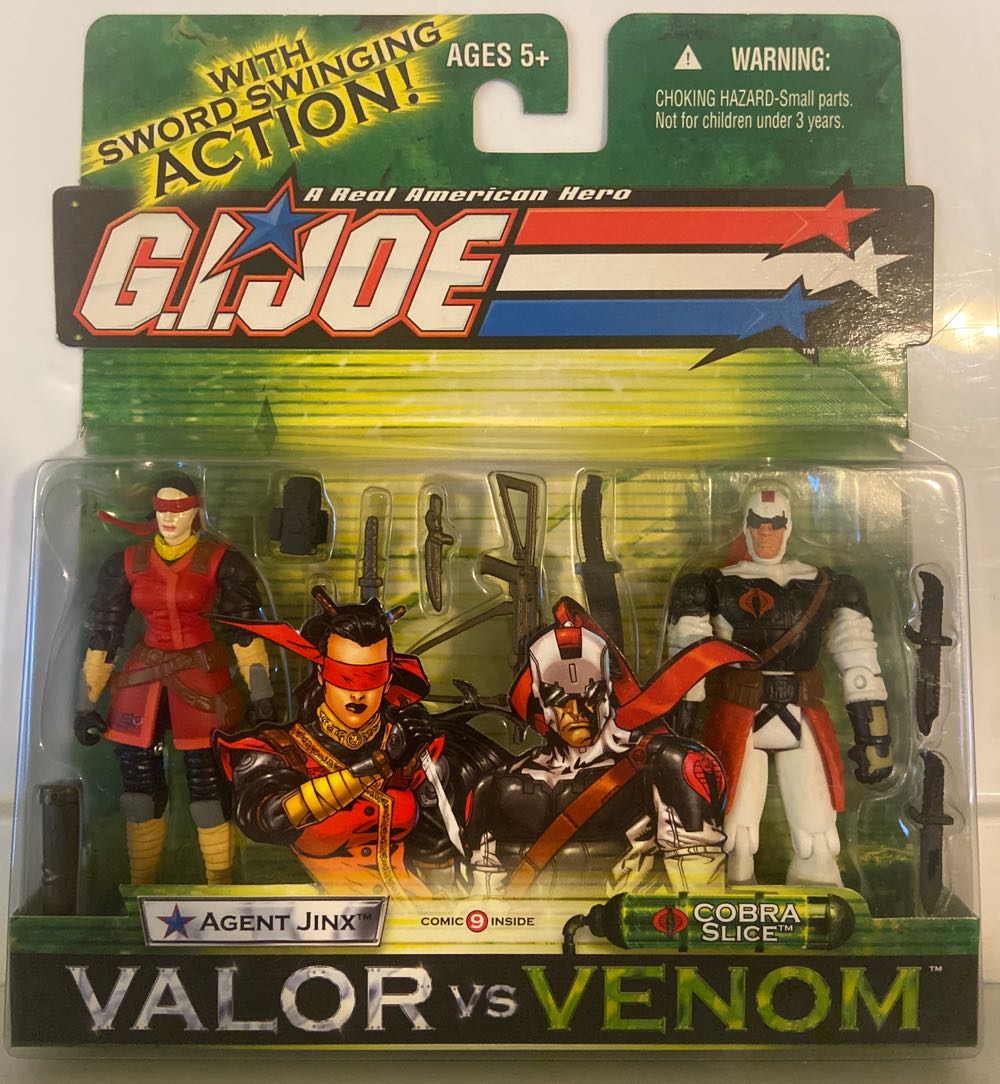 WITH
SWORD SWINGING
ACTION!
AGES 5+
WARNING:
CHOKING HAZARD-Small parts.
Not for children under 3 years.
A Real American Hero
G.I. JOE
TM
AGENT JINX™
COMIC 9 INSIDE
COBRA
SLICE™
VALOR VS VENOM™